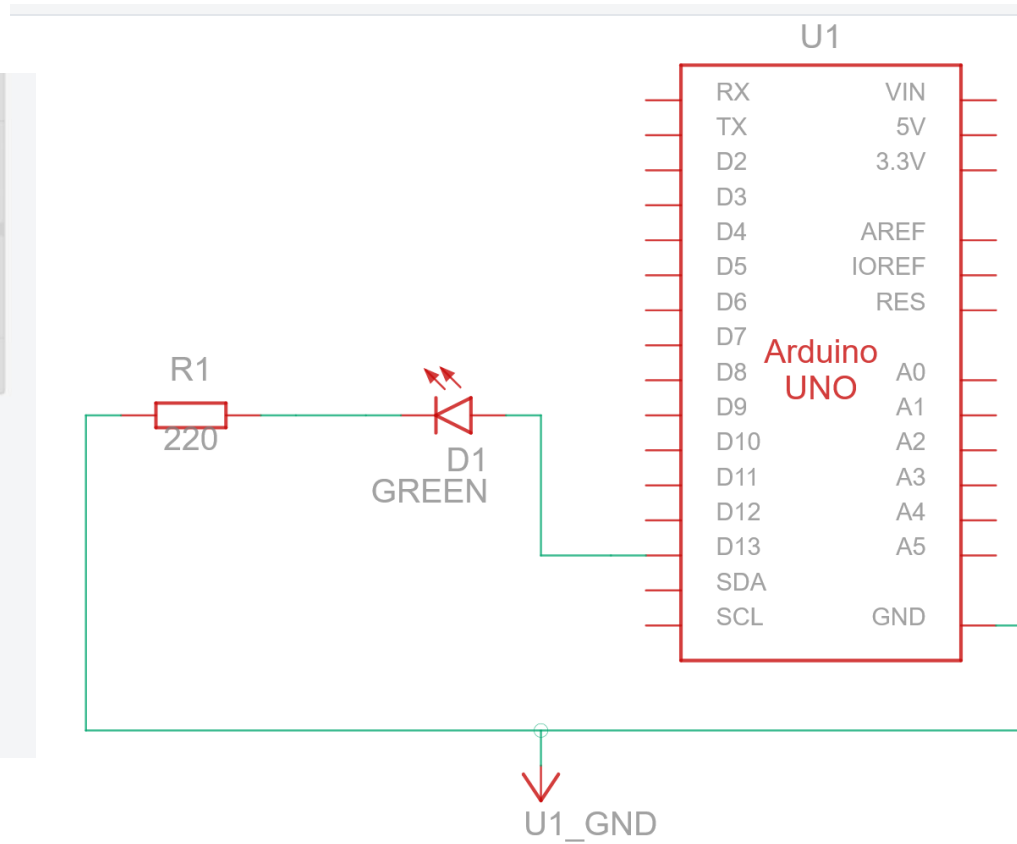 U1
RX VIN
TX 5V
D2 3.3V
D3
D4 AREF
D5 IOREF
D6 RES
D7
Arduino
UNO
D8 A0
D9 A1
D10 A2
D11 A3
D12 A4
D13 A5
SDA
SCL GND
R1
220
D1
GREEN
U1_GND